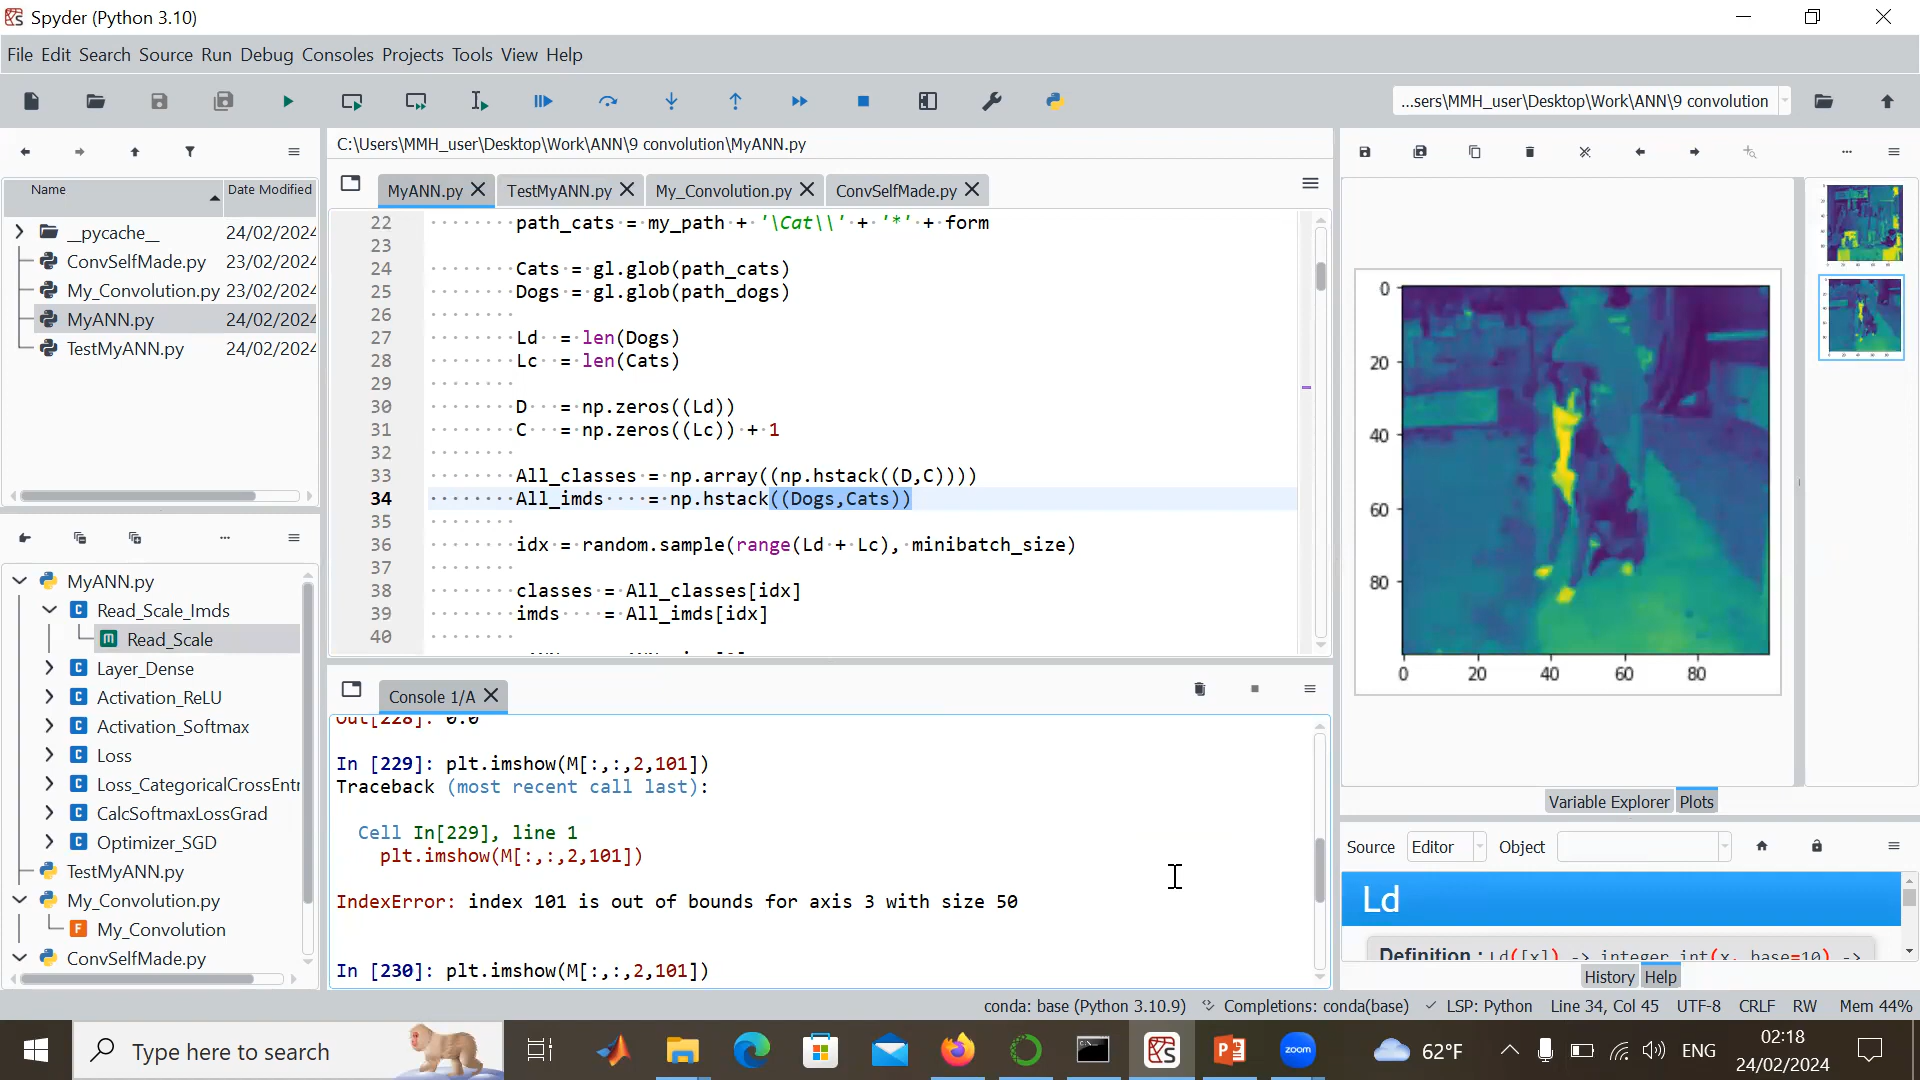 Spyder (Python 3.10)
File Edit Search Source Run Debug Consoles Projects Tools View Help
...sers\MMH_user\Desktop\Work\ANN\9 convolution
Name Date Modified
__pycache__ 24/02/2024
ConvSelfMade.py 23/02/2024
My_Convolution.py 23/02/2024
MyANN.py 24/02/2024
TestMyANN.py 24/02/2024
MyANN.py
Read_Scale_Imds
Read_Scale
Layer_Dense
Activation_ReLU
Activation_Softmax
Loss
Loss_CategoricalCrossEntr
CalcSoftmaxLossGrad
Optimizer_SGD
TestMyANN.py
My_Convolution.py
My_Convolution
ConvSelfMade.py
C:\Users\MMH_user\Desktop\Work\ANN\9 convolution\MyANN.py
MyANN.py TestMyANN.py My_Convolution.py ConvSelfMade.py
22 path_cats = my_path + '\Cat\\' + '*' + form
23
24 Cats = gl.glob(path_cats)
25 Dogs = gl.glob(path_dogs)
26
27 Ld = len(Dogs)
28 Lc = len(Cats)
29
30 D = np.zeros((Ld))
31 C = np.zeros((Lc)) + 1
32
33 All_classes = np.array((np.hstack((D,C))))
34 All_imds = np.hstack((Dogs,Cats))
35
36 idx = random.sample(range(Ld + Lc), minibatch_size)
37
38 classes = All_classes[idx]
39 imds = All_imds[idx]
40
Console 1/A
Out[228]: 0.0
In [229]: plt.imshow(M[:,:,2,101])
Traceback (most recent call last):
Cell In[229], line 1
plt.imshow(M[:,:,2,101])
IndexError: index 101 is out of bounds for axis 3 with size 50
In [230]: plt.imshow(M[:,:,2,101])
0
20
40
60
80
0 20 40 60 80
Variable Explorer Plots
Source Editor Object
Ld
Definition : Ld([x]) -> integer int(x, base=10) ->
History Help
conda: base (Python 3.10.9) Completions: conda(base) LSP: Python Line 34, Col 45 UTF-8 CRLF RW Mem 44%
Type here to search
zoom
62°F
ENG
02:18
24/02/2024